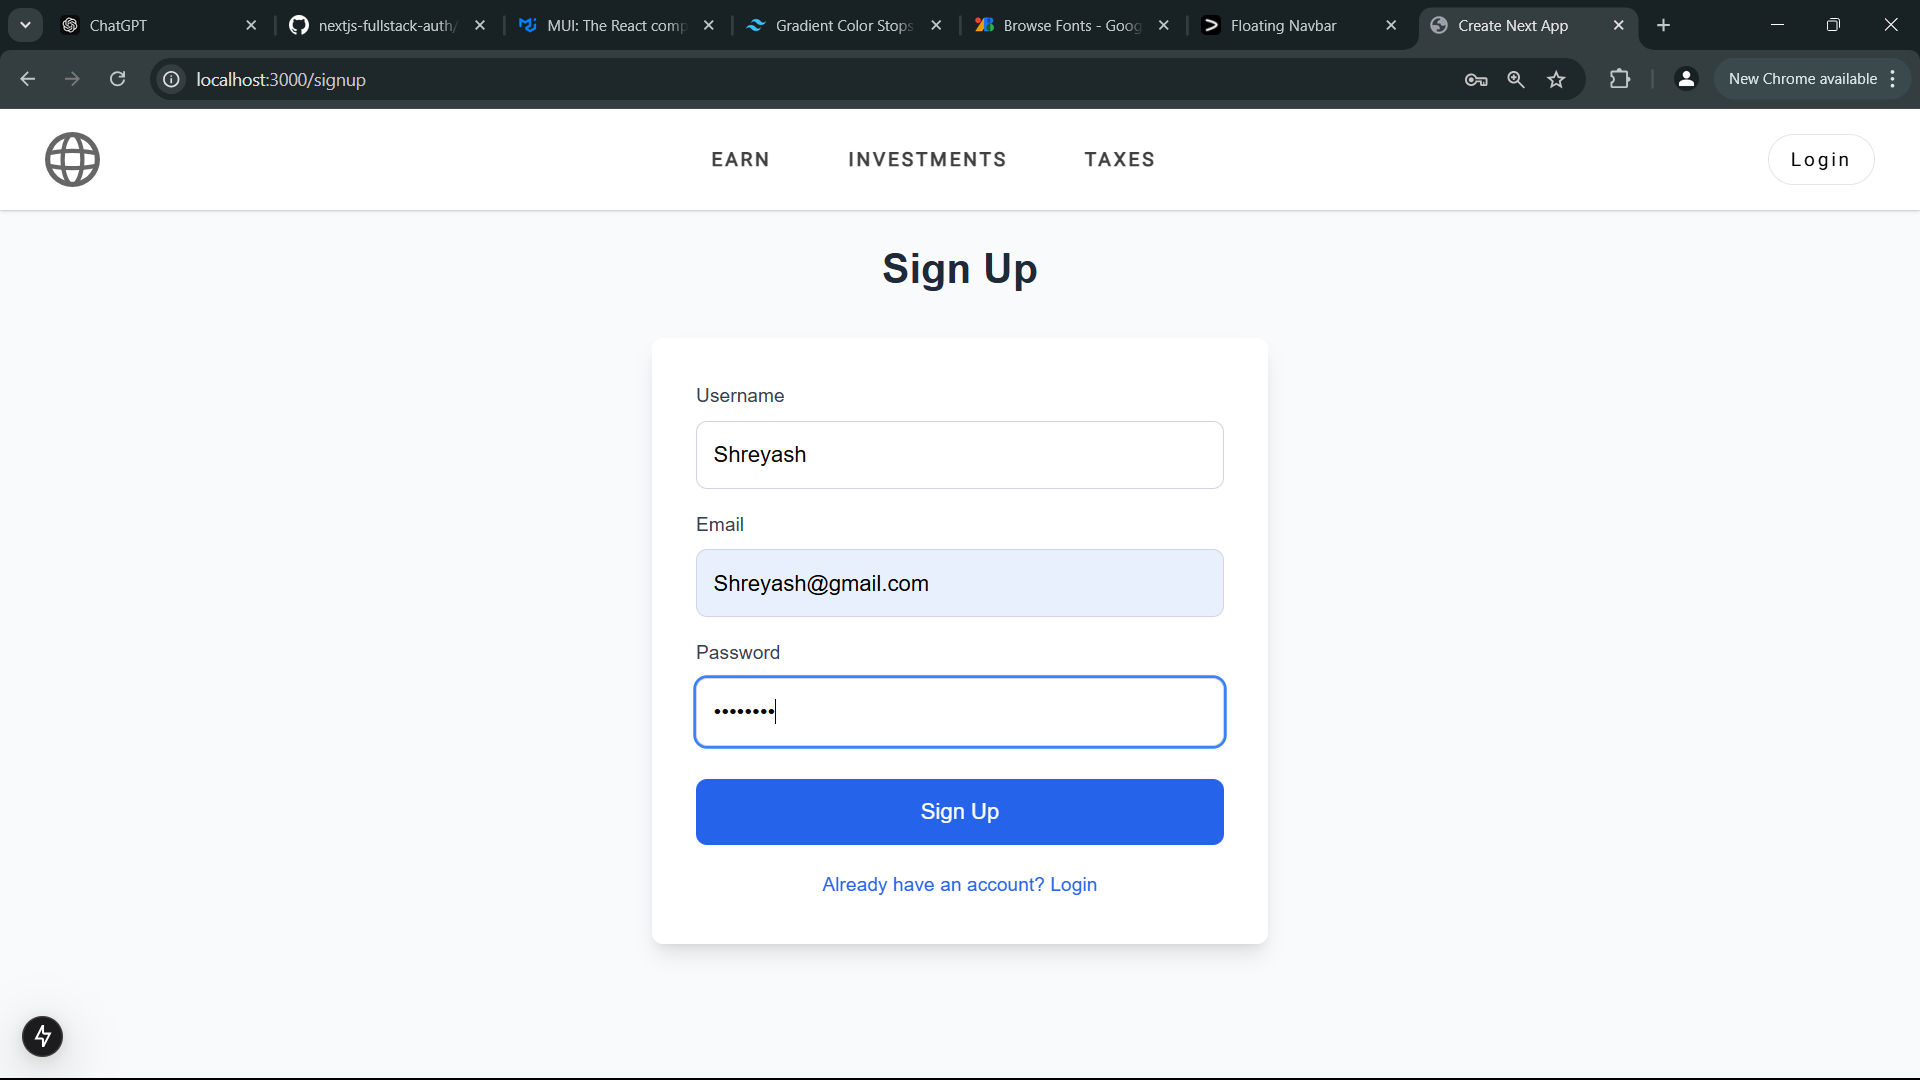 ChatGPT
nextjs-fullstack-auth/
MUI: The React comp
Gradient Color Stops
Browse Fonts - Goog
Floating Navbar
Create Next App
localhost:3000/signup
New Chrome available
EARN
INVESTMENTS
TAXES
Login
Sign Up
Username
Shreyash
Email
Shreyash@gmail.com
Password
••••••••
Sign Up
Already have an account? Login